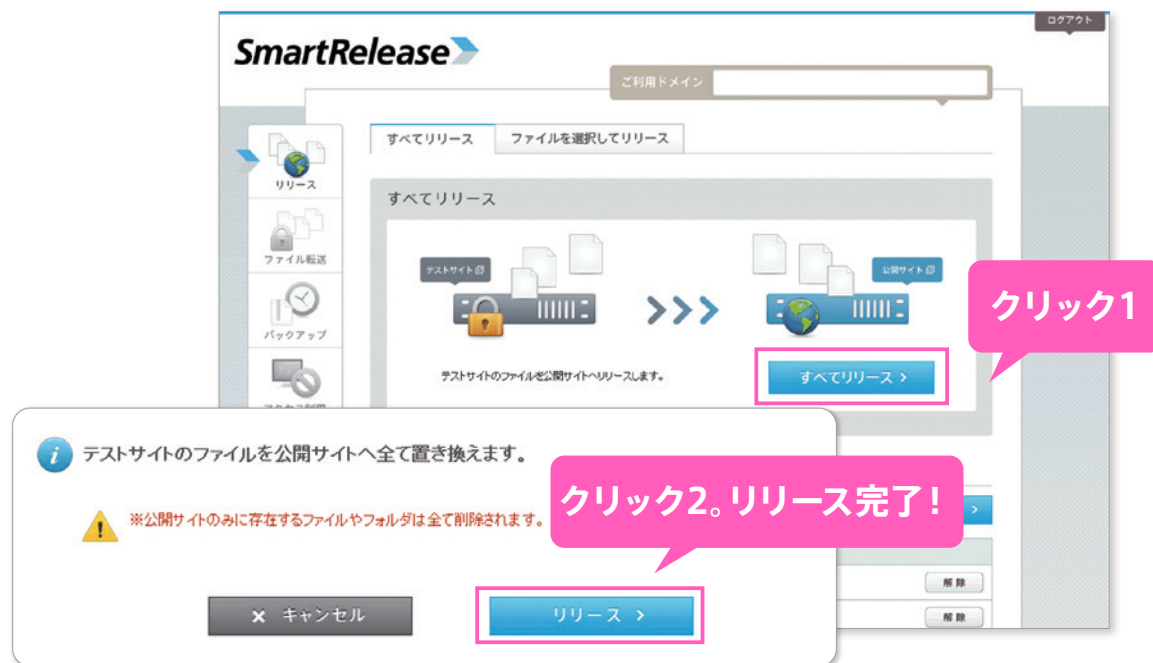 ログアウト
SmartRelease
ご利用ドメイン
すべてリリース
ファイルを選択してリリース
リリース
すべてリリース
ファイル転送
テストサイト
公開サイト
クリック1
バックアップ
テストサイトのファイルを公開サイトへリリースします。
すべてリリース
テストサイトのファイルを公開サイトへ全て置き換えます。
クリック2。リリース完了！
※公開サイトのみに存在するファイルやフォルダは全て削除されます。
解除
キャンセル
リリース
解除